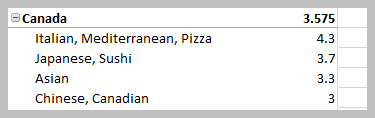 Canada 3.575
Italian, Mediterranean, Pizza 4.3
Japanese, Sushi 3.7
Asian 3.3
Chinese, Canadian 3